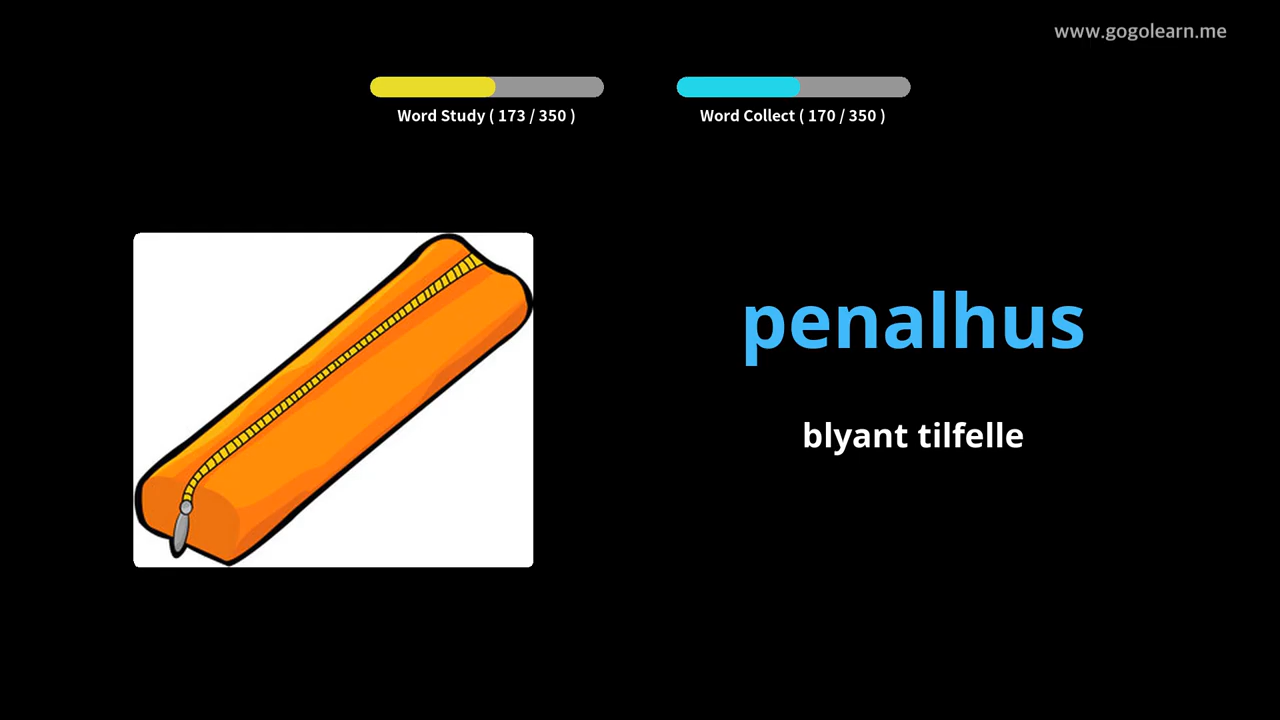 www.gogolearn.me
Word Study ( 173 / 350 )
Word Collect ( 170 / 350 )
penalhus
blyant tilfelle